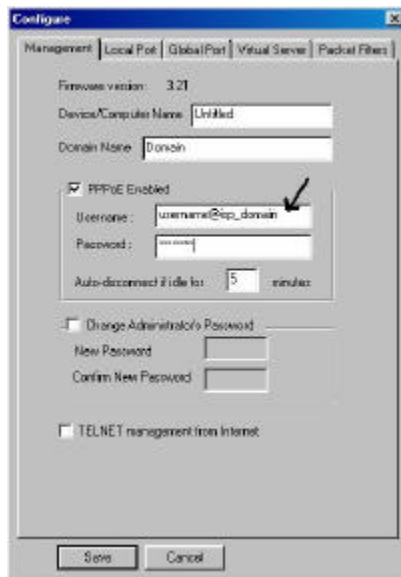 Configure
Management Local Port Global Port Virtual Server Packet Filters
Firmware version: 3.21
Device/Computer Name Untitled
Domain Name Domain
PPPoE Enabled
Username : username@isp_domain
Password : *******
Auto-disconnect if idle for 5 minutes
Change Administrator's Password
New Password
Confirm New Password
TELNET management from Internet
Save Cancel